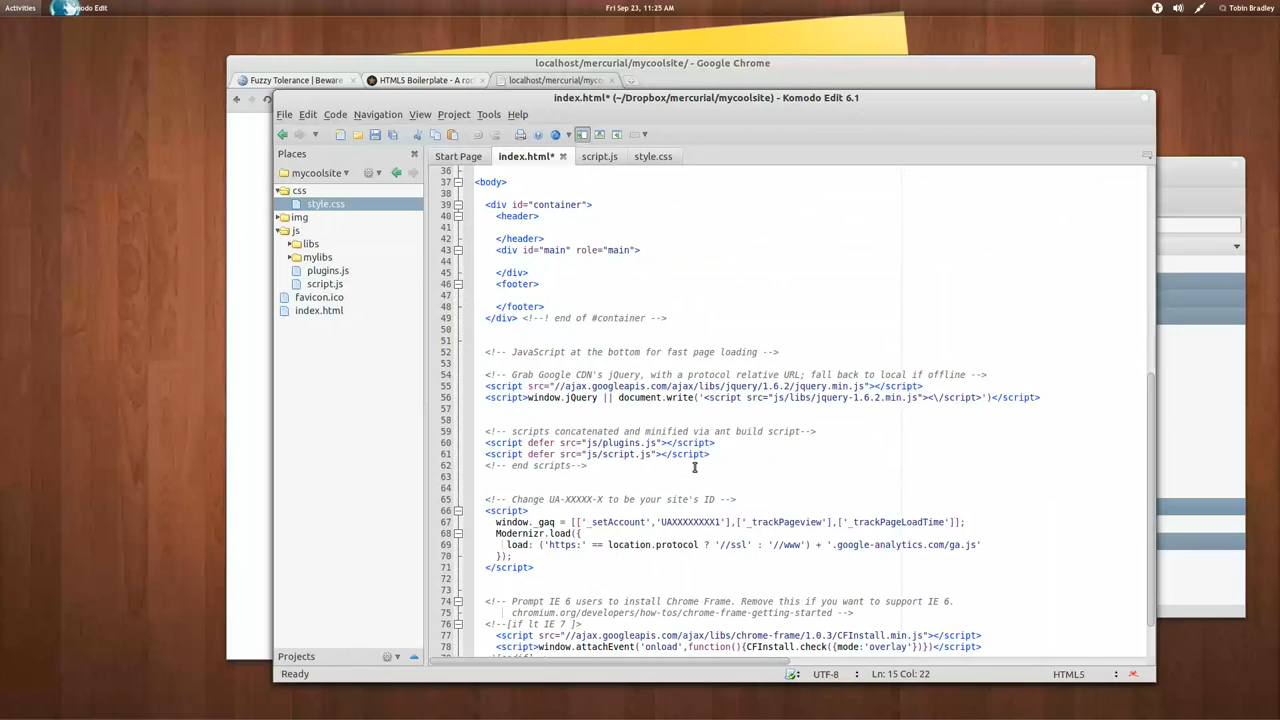 Activities
modo Edit
Fri Sep 23, 11:25 AM
Tobin Bradley
localhost/mercurial/mycoolsite/ - Google Chrome
Fuzzy Tolerance | Beware
HTML5 Boilerplate - A ro
localhost/mercurial/myco
index.html* (~/Dropbox/mercurial/mycoolsite) - Komodo Edit 6.1
File Edit Code Navigation View Project Tools Help
Places
Start Page index.html* script.js style.css
mycoolsite
css
style.css
img
js
libs
mylibs
plugins.js
script.js
favicon.ico
index.html
36
37 <body>
38
39 <div id="container">
40 <header>
41
42 </header>
43 <div id="main" role="main">
44
45 </div>
46 <footer>
47
48 </footer>
49 </div> <!--! end of #container -->
50
51
52 <!-- JavaScript at the bottom for fast page loading -->
53
54 <!-- Grab Google CDN's jQuery, with a protocol relative URL; fall back to local if offline -->
55 <script src="//ajax.googleapis.com/ajax/libs/jquery/1.6.2/jquery.min.js"></script>
56 <script>window.jQuery || document.write('<script src="js/libs/jquery-1.6.2.min.js"><\/script>')</script>
57
58
59 <!-- scripts concatenated and minified via ant build script-->
60 <script defer src="js/plugins.js"></script>
61 <script defer src="js/script.js"></script>
62 <!-- end scripts-->
63
64
65 <!-- Change UA-XXXXX-X to be your site's ID -->
66 <script>
67 window._gaq = [['_setAccount','UAXXXXXXXX1'],['_trackPageview'],['_trackPageLoadTime']];
68 Modernizr.load({
69 load: ('https:' == location.protocol ? '//ssl' : '//www') + '.google-analytics.com/ga.js'
70 });
71 </script>
72
73
74 <!-- Prompt IE 6 users to install Chrome Frame. Remove this if you want to support IE 6.
75 chromium.org/developers/how-tos/chrome-frame-getting-started -->
76 <!--[if lt IE 7 ]>
77 <script src="//ajax.googleapis.com/ajax/libs/chrome-frame/1.0.3/CFInstall.min.js"></script>
78 <script>window.attachEvent('onload',function(){CFInstall.check({mode:'overlay'})})</script>
Projects
Ready
UTF-8
Ln: 15 Col: 22
HTML5